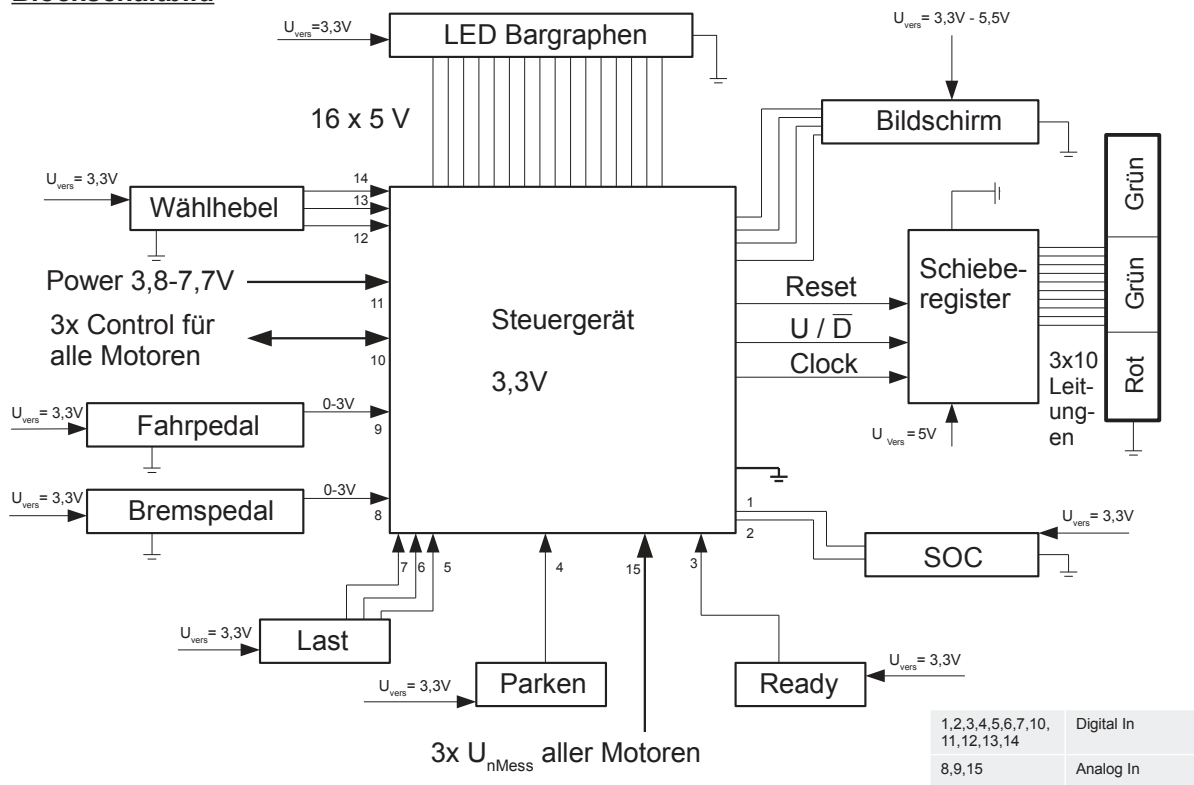 Blockschaltbild
U_vers=3,3V
LED Bargraphen
U_vers= 3,3V - 5,5V
16 x 5 V
Bildschirm
U_vers= 3,3V
Wählhebel
14
13
12
Power 3,8-7,7V
11
3x Control für
alle Motoren
10
Steuergerät
3,3V
Reset
U / D̅
Clock
Schiebe-
register
U_Vers=5V
Grün
Grün
Rot
3x10
Leit-
ung-
en
U_vers= 3,3V
Fahrpedal
0-3V
9
U_vers= 3,3V
Bremspedal
0-3V
8
1
2
U_vers= 3,3V
SOC
7
6
5
4
15
3
U_vers= 3,3V
Last
U_vers= 3,3V
Parken
Ready
U_vers= 3,3V
3x U_nMess aller Motoren
1,2,3,4,5,6,7,10,
11,12,13,14
Digital In
8,9,15
Analog In